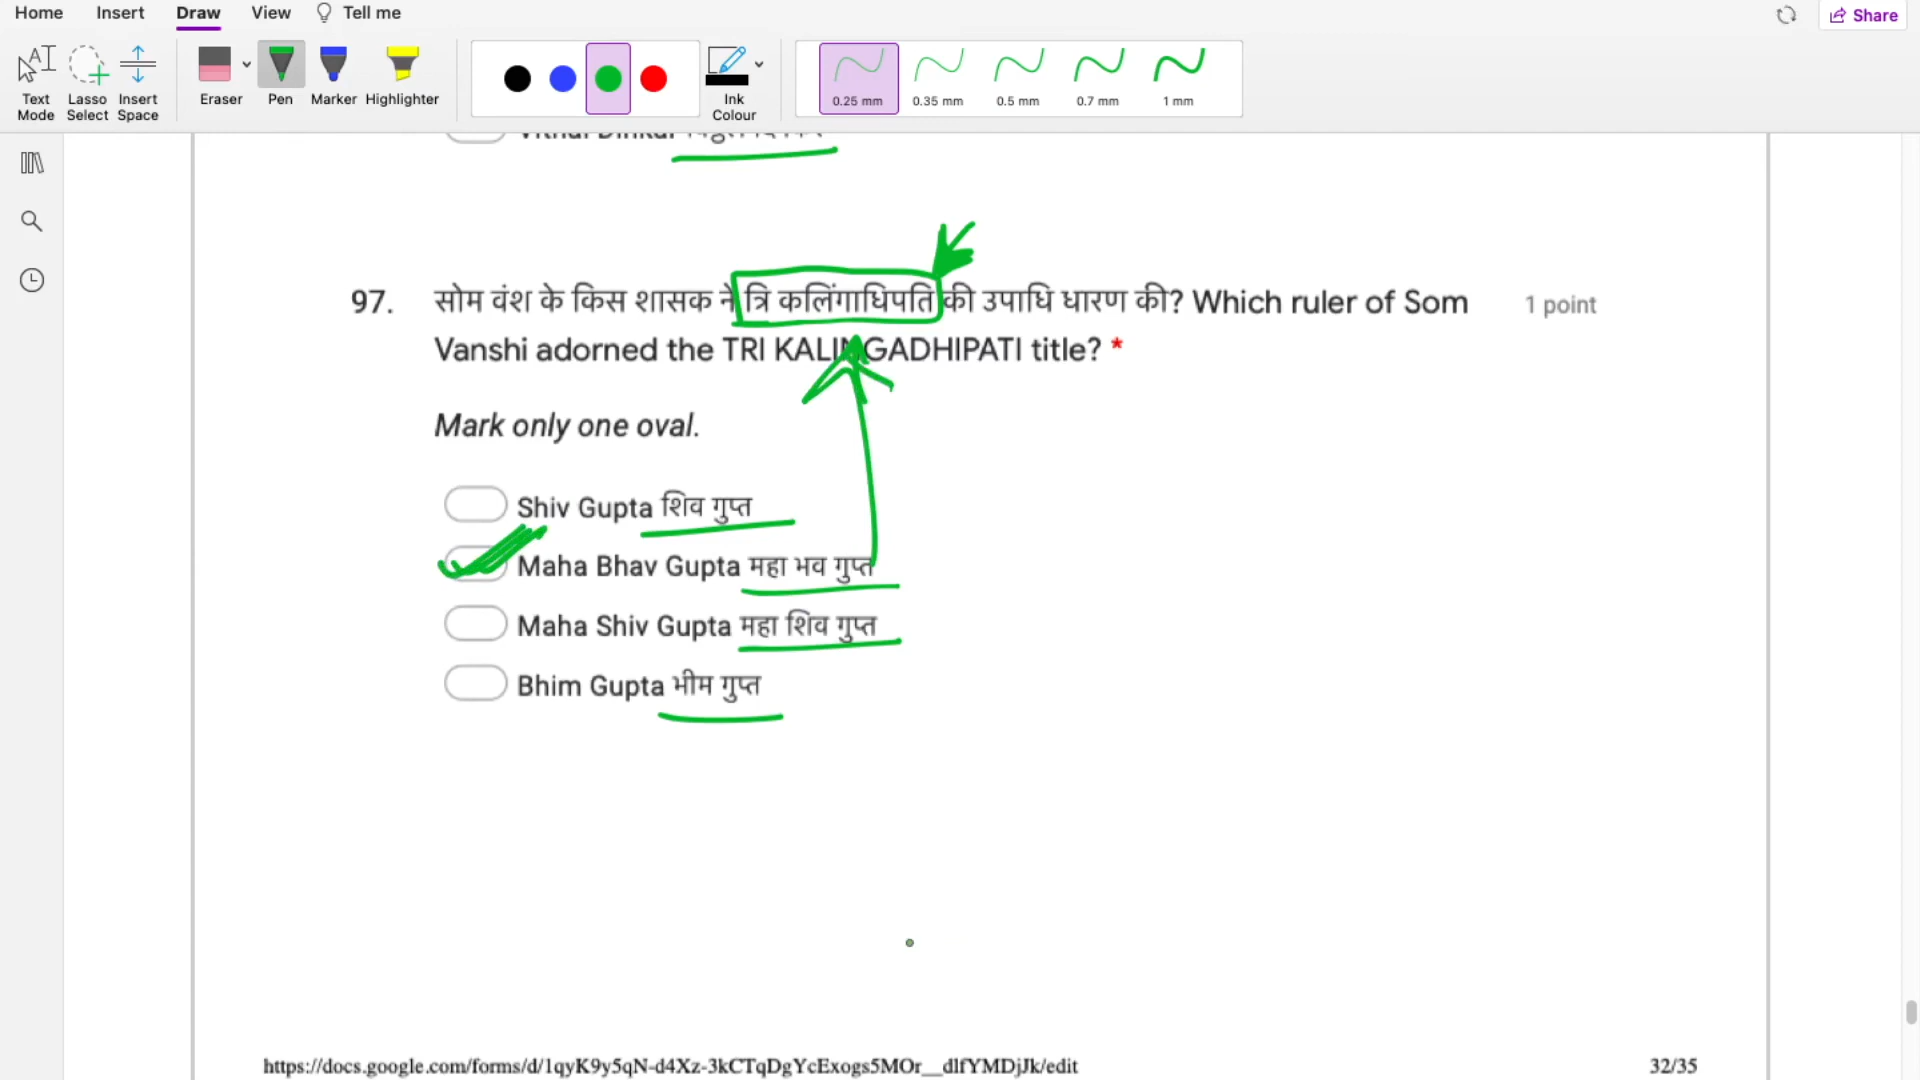 Home Insert Draw View Tell me
Share
Text Mode
Lasso Select
Insert Space
Eraser
Pen
Marker
Highlighter
Ink Colour
0.25 mm
0.35 mm
0.5 mm
0.7 mm
1 mm
97. सोम वंश के किस शासक ने त्रि कलिंगाधिपति की उपाधि धारण की? Which ruler of Som 1 point
Vanshi adorned the TRI KALINGADHIPATI title? *
Mark only one oval.
Shiv Gupta शिव गुप्त
Maha Bhav Gupta महा भव गुप्त
Maha Shiv Gupta महा शिव गुप्त
Bhim Gupta भीम गुप्त
https://docs.google.com/forms/d/1qyK9y5qN-d4Xz-3kCTqDgYcExogs5MOr__dlfYMDjJk/edit 32/35